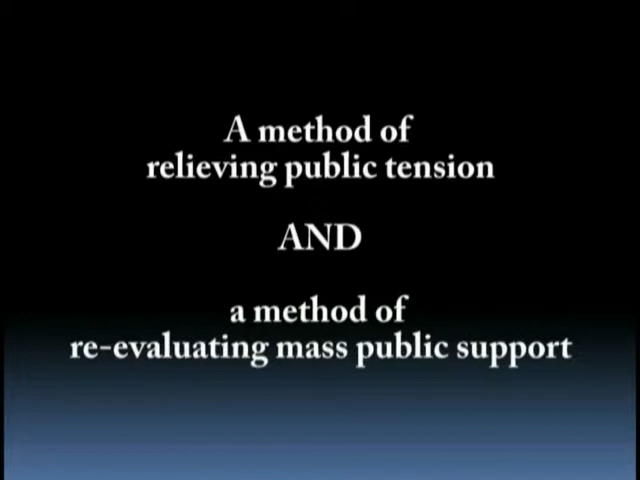 A method of
relieving public tension
AND
a method of
re-evaluating mass public support